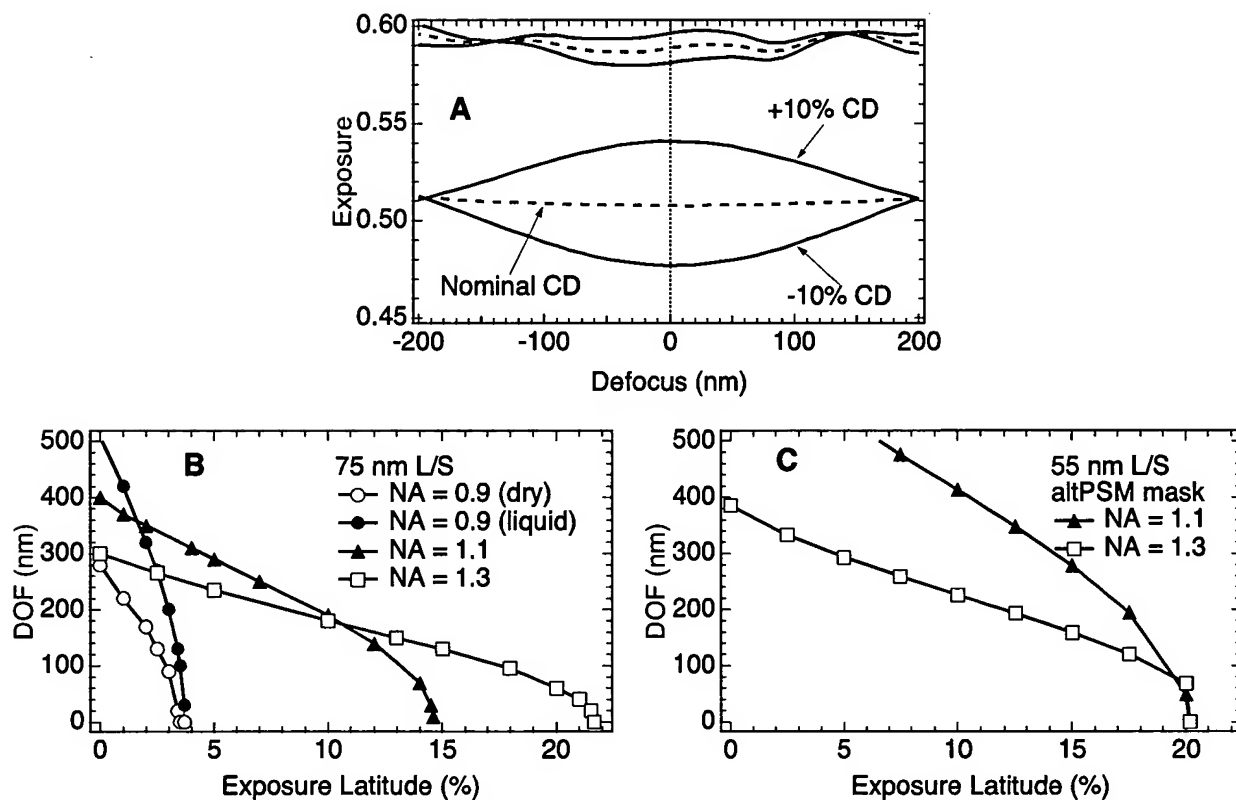 0.60
0.55
0.50
0.45
Exposure
A
+10% CD
Nominal CD
-10% CD
-200
-100
0
100
200
Defocus (nm)
500
400
300
200
100
0
DOF (nm)
B
75 nm L/S
NA = 0.9 (dry)
NA = 0.9 (liquid)
NA = 1.1
NA = 1.3
0
5
10
15
20
Exposure Latitude (%)
500
400
300
200
100
0
DOF (nm)
C
55 nm L/S
altPSM mask
NA = 1.1
NA = 1.3
0
5
10
15
20
Exposure Latitude (%)